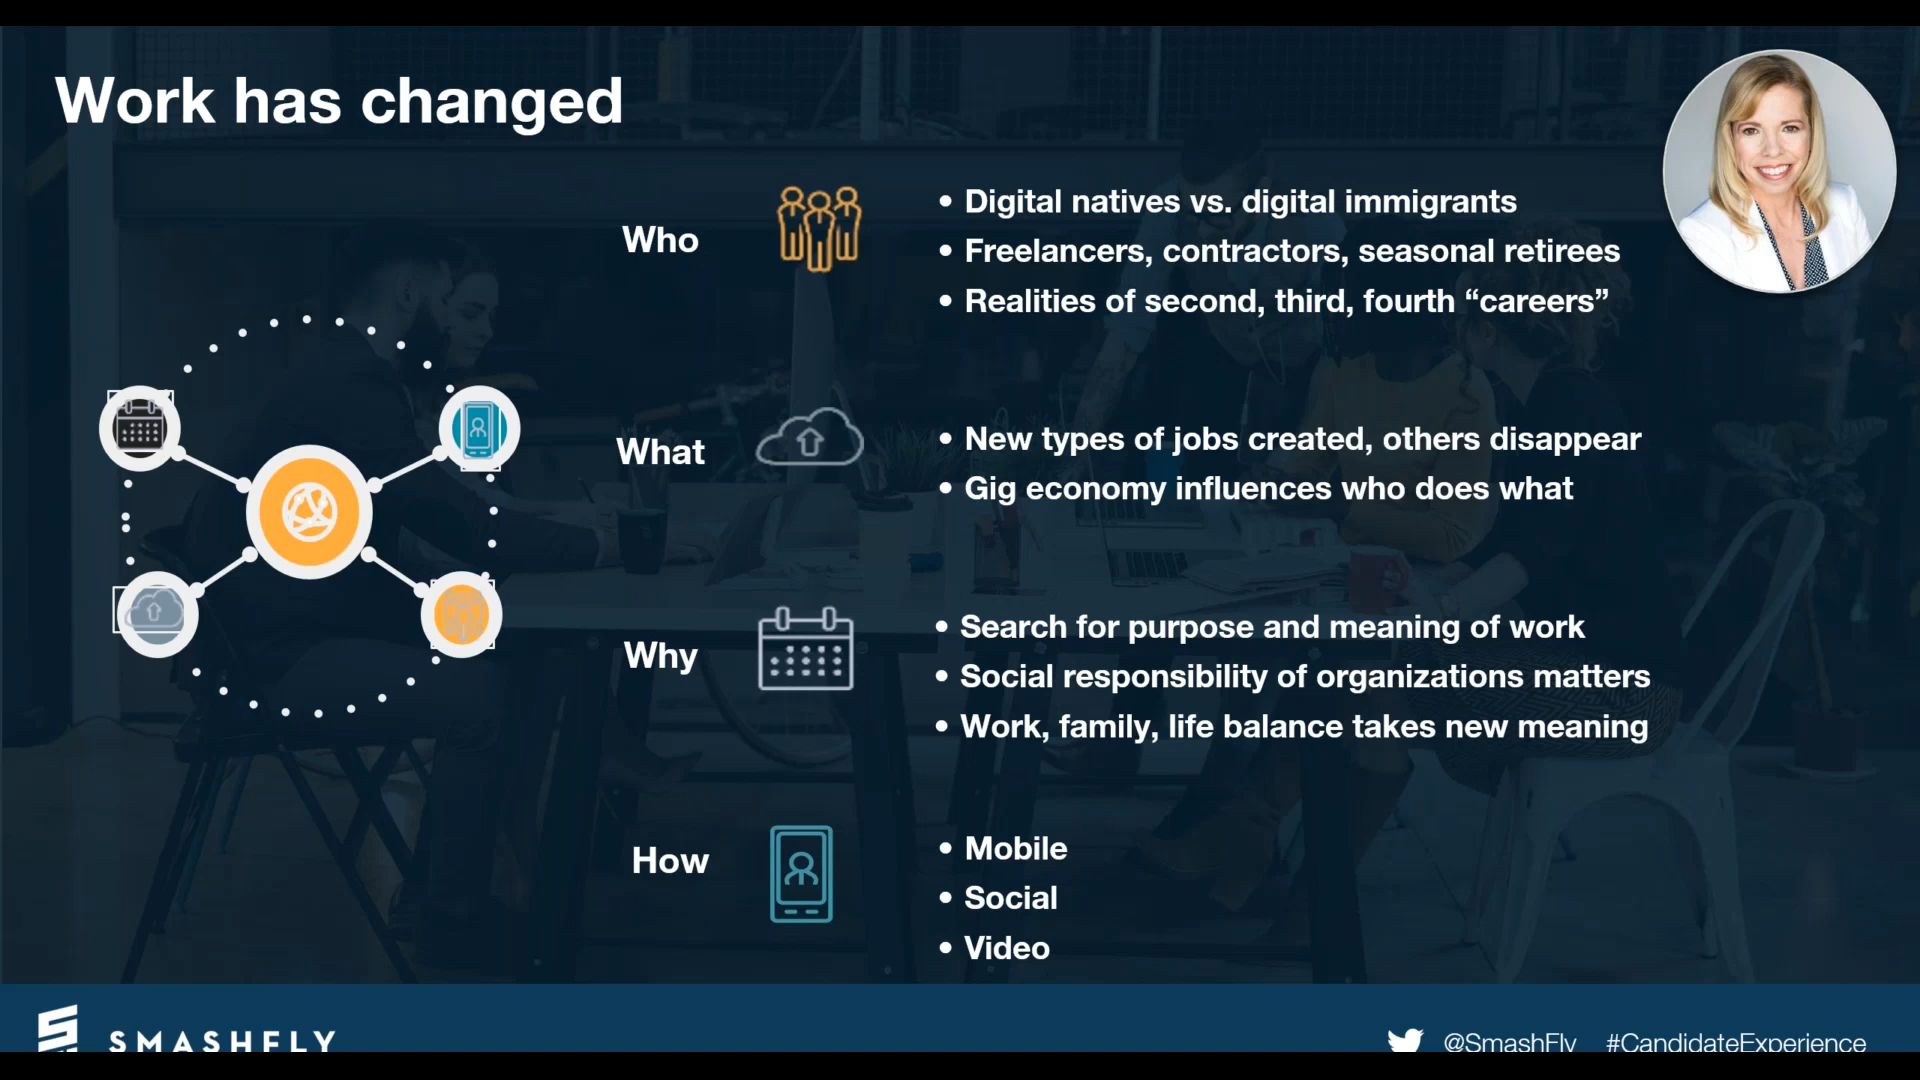 Work has changed
Who
• Digital natives vs. digital immigrants
• Freelancers, contractors, seasonal retirees
• Realities of second, third, fourth “careers”
What
• New types of jobs created, others disappear
• Gig economy influences who does what
Why
• Search for purpose and meaning of work
• Social responsibility of organizations matters
• Work, family, life balance takes new meaning
How
• Mobile
• Social
• Video
SMASHFLY
@SmashFly #CandidateExperience